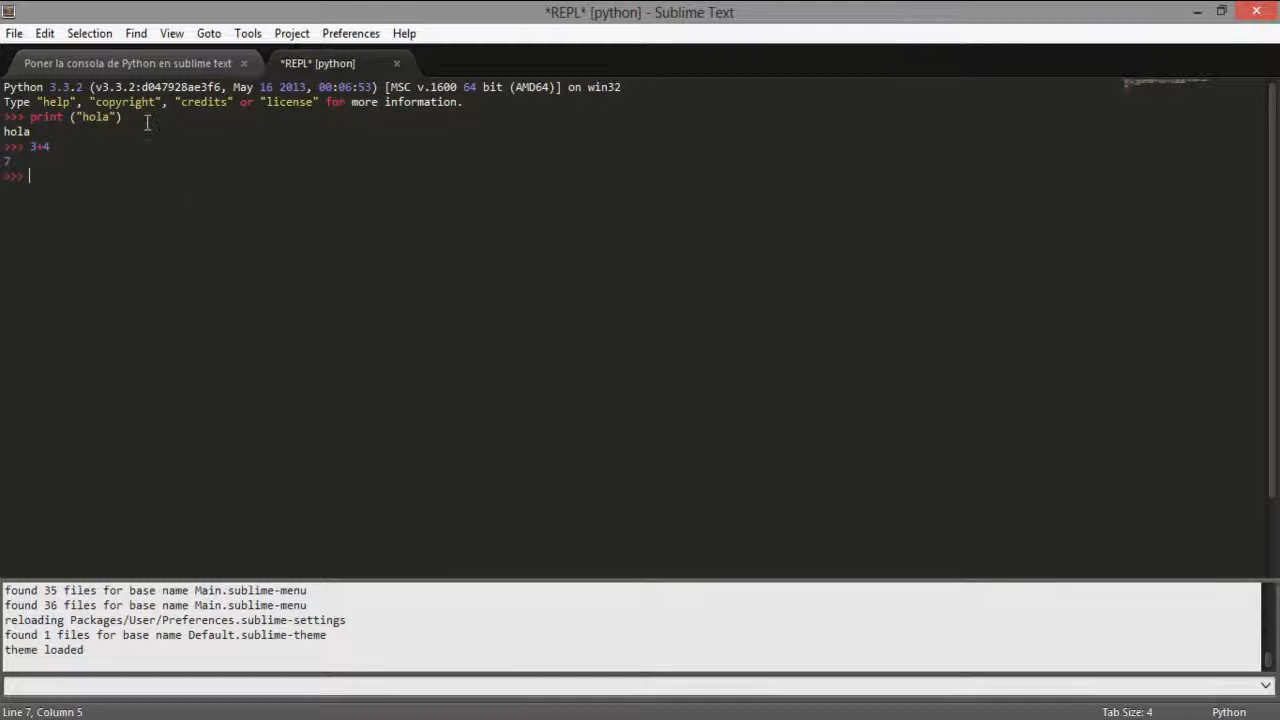 *REPL* [python] - Sublime Text
File Edit Selection Find View Goto Tools Project Preferences Help
Poner la consola de Python en sublime text × *REPL* [python] ×
Python 3.3.2 (v3.3.2:d047928ae3f6, May 16 2013, 00:06:53) [MSC v.1600 64 bit (AMD64)] on win32
Type "help", "copyright", "credits" or "license" for more information.
>>> print ("hola")
hola
>>> 3+4
7
>>>
found 35 files for base name Main.sublime-menu
found 36 files for base name Main.sublime-menu
reloading Packages/User/Preferences.sublime-settings
found 1 files for base name Default.sublime-theme
theme loaded
Line 7, Column 5 Tab Size: 4 Python